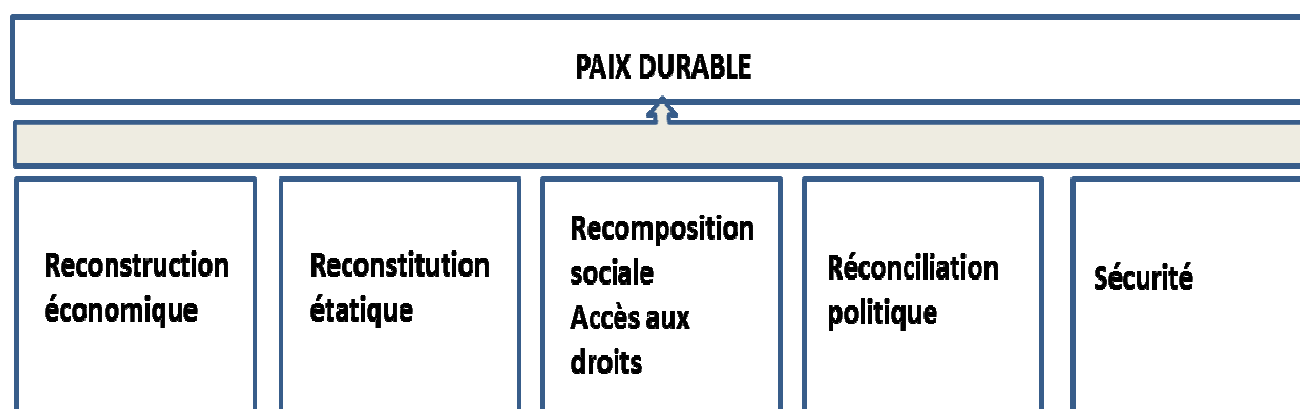 PAIX DURABLE
Reconstruction
économique
Reconstitution
étatique
Recomposition
sociale
Accès aux
droits
Réconciliation
politique
Sécurité